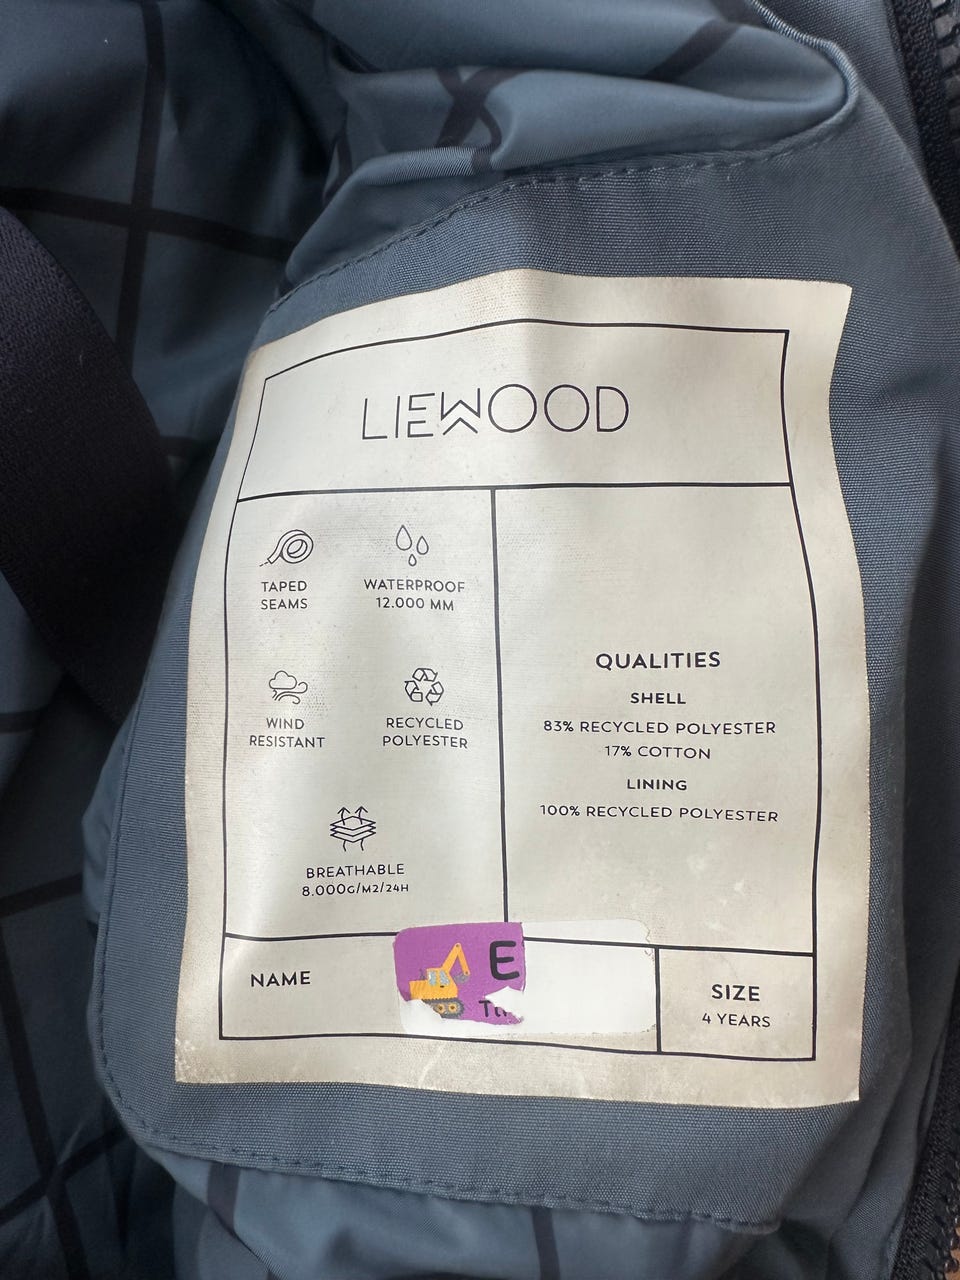 LIEWOOD
TAPED
SEAMS
WATERPROOF
12.000 MM
WIND
RESISTANT
RECYCLED
POLYESTER
BREATHABLE
8.000G/M2/24H
QUALITIES
SHELL
83% RECYCLED POLYESTER
17% COTTON
LINING
100% RECYCLED POLYESTER
NAME
E
SIZE
4 YEARS